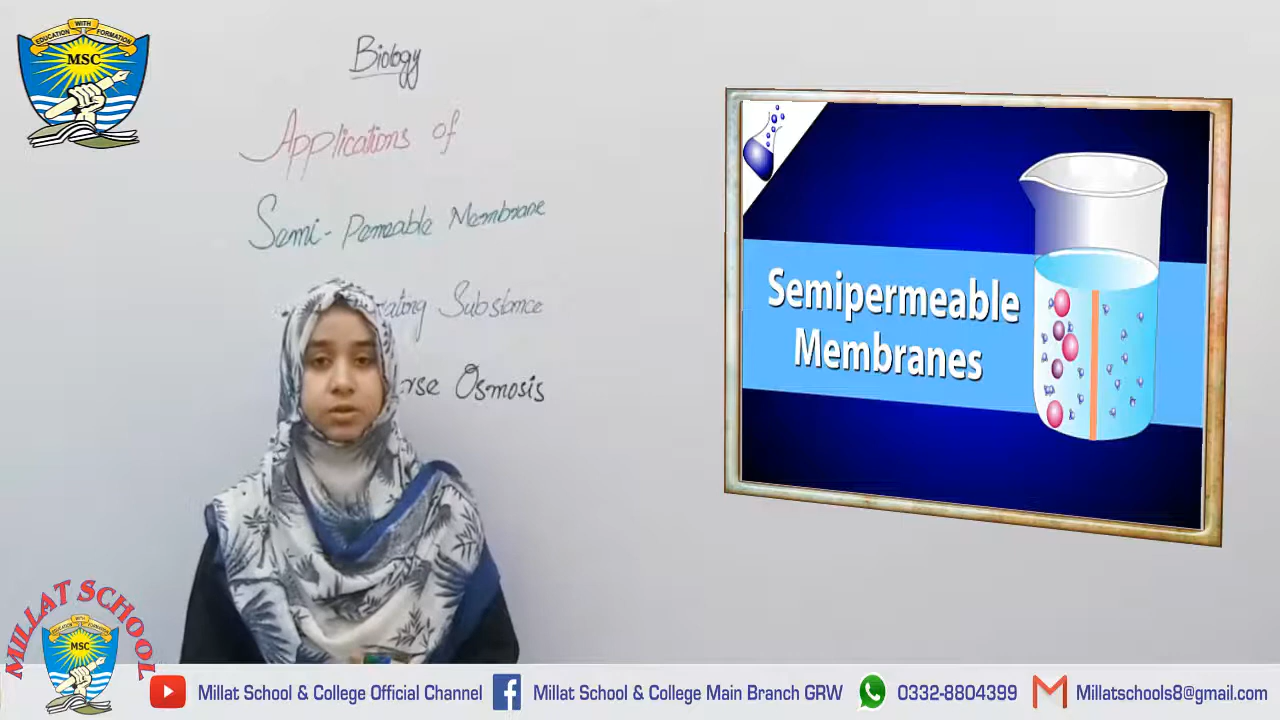 EDUCATION WITH FORMATION
MSC
Biology
Applications of
Semi-Pemeable Membrane
Substance
Osmosis
Semipermeable
Membranes
MILLAT SCHOOL
MSC
Millat School & College Official Channel
Millat School & College Main Branch GRW
0332-8804399
Millatschools8@gmail.com